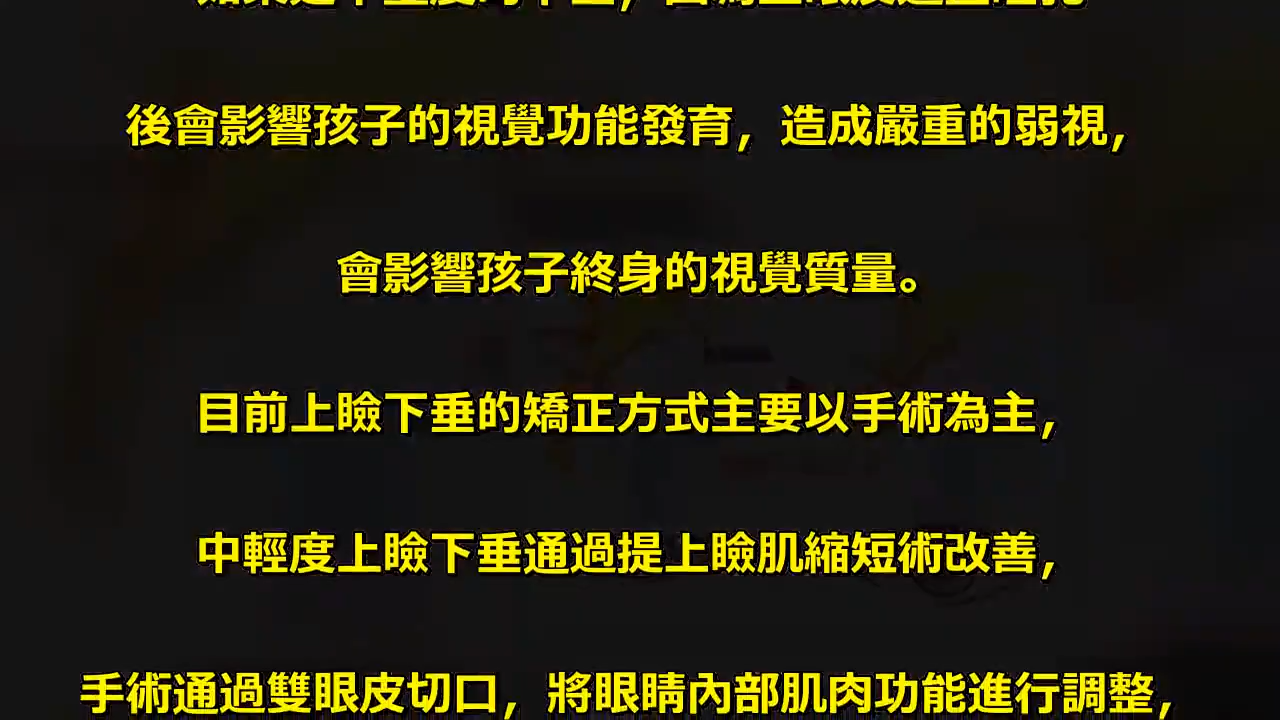 後會影響孩子的視覺功能發育，造成嚴重的弱視，
會影響孩子終身的視覺質量。
目前上瞼下垂的矯正方式主要以手術為主，
中輕度上瞼下垂通過提上瞼肌縮短術改善，
手術通過雙眼皮切口，將眼睛內部肌肉功能進行調整，